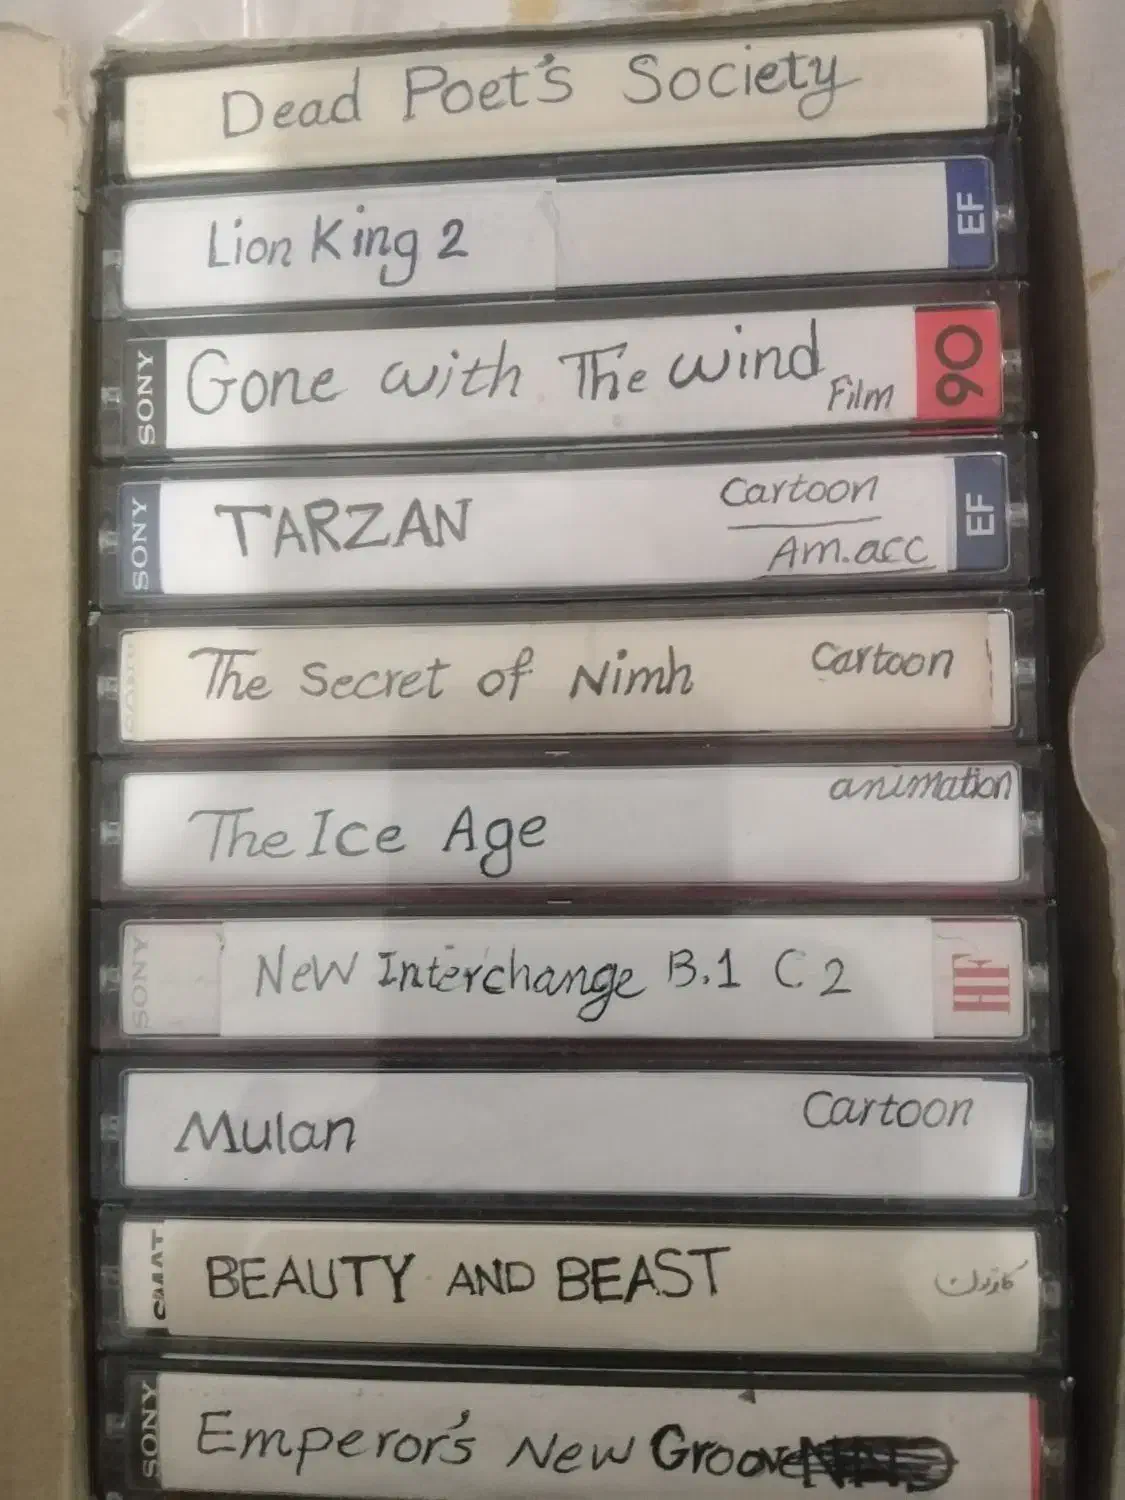 Dead Poet's Society
Lion King 2
EF
SONY
Gone with The wind
Film
90
SONY
TARZAN
Cartoon
Am.acc
EF
The Secret of Nimh
Cartoon
The Ice Age
animation
SONY
New Interchange B.1 C2
HF
Mulan
Cartoon
BEAUTY AND BEAST
کارتون
SONY
Emperor's New Groove